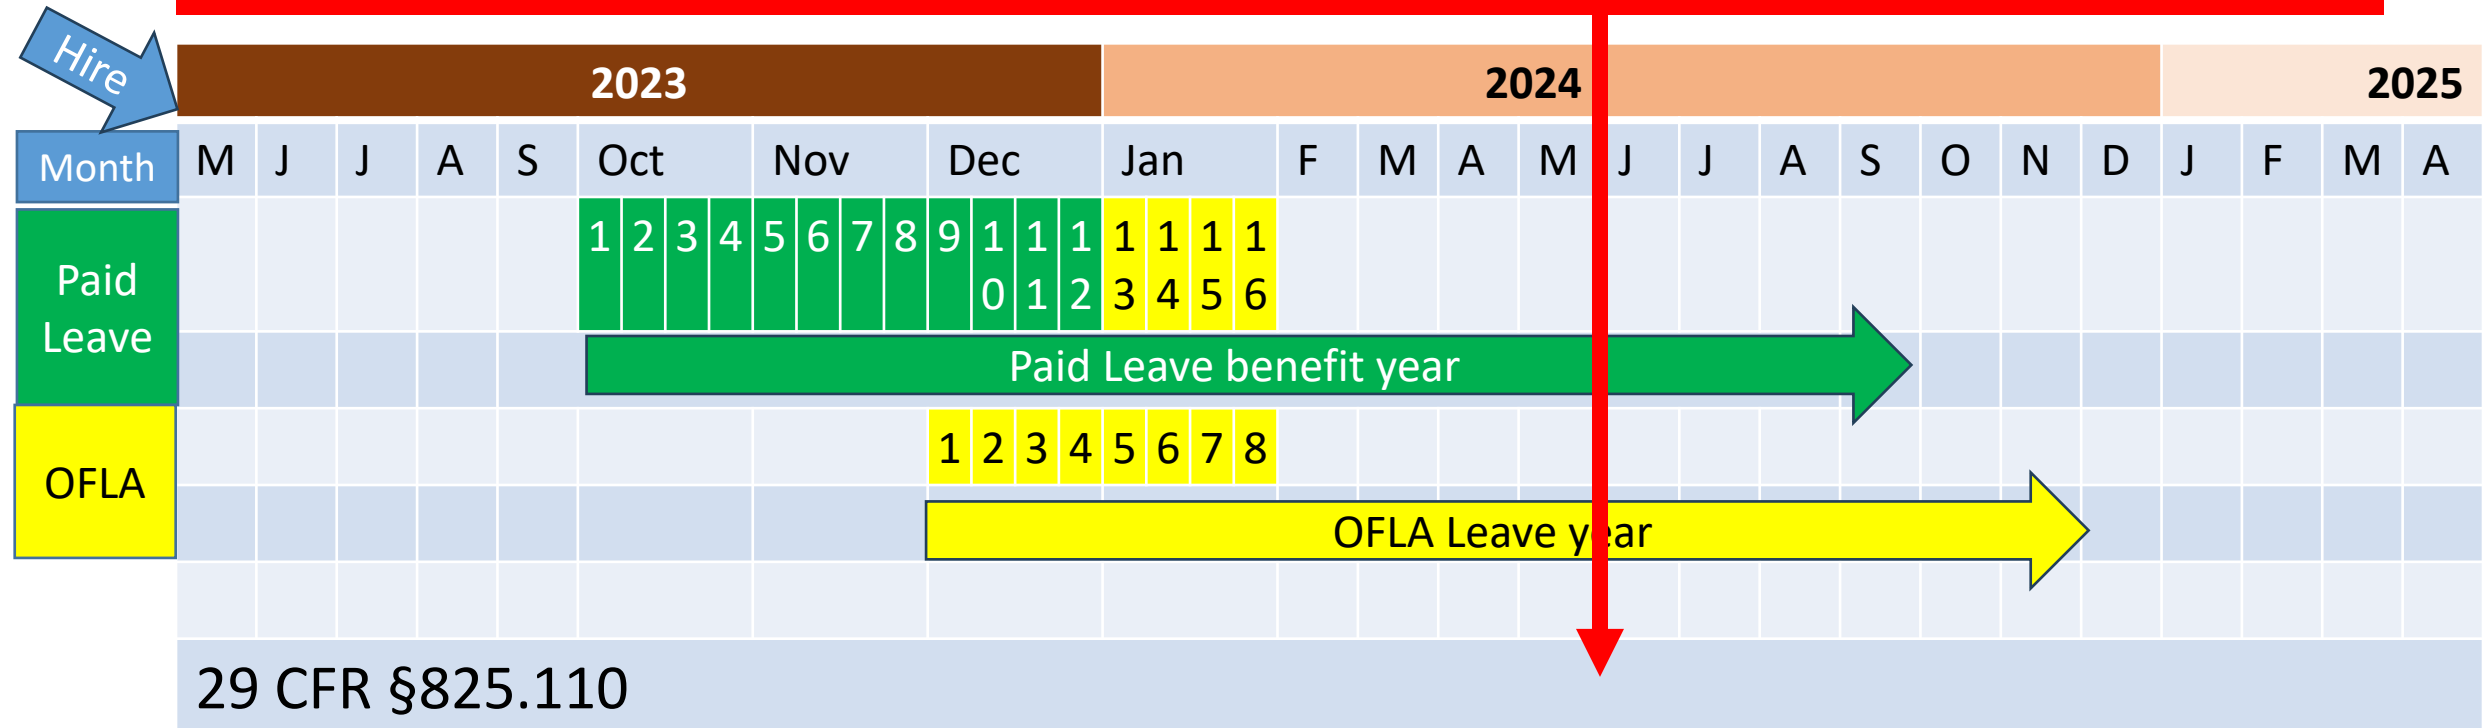 Hire
2023 2024 2025
Month M J J A S Oct Nov Dec Jan F M A M J J A S O N D J F M A
Paid
Leave
1 2 3 4 5 6 7 8 9 10 11 12 13 14 15 16
Paid Leave benefit year
OFLA
1 2 3 4 5 6 7 8
OFLA Leave year
29 CFR §825.110